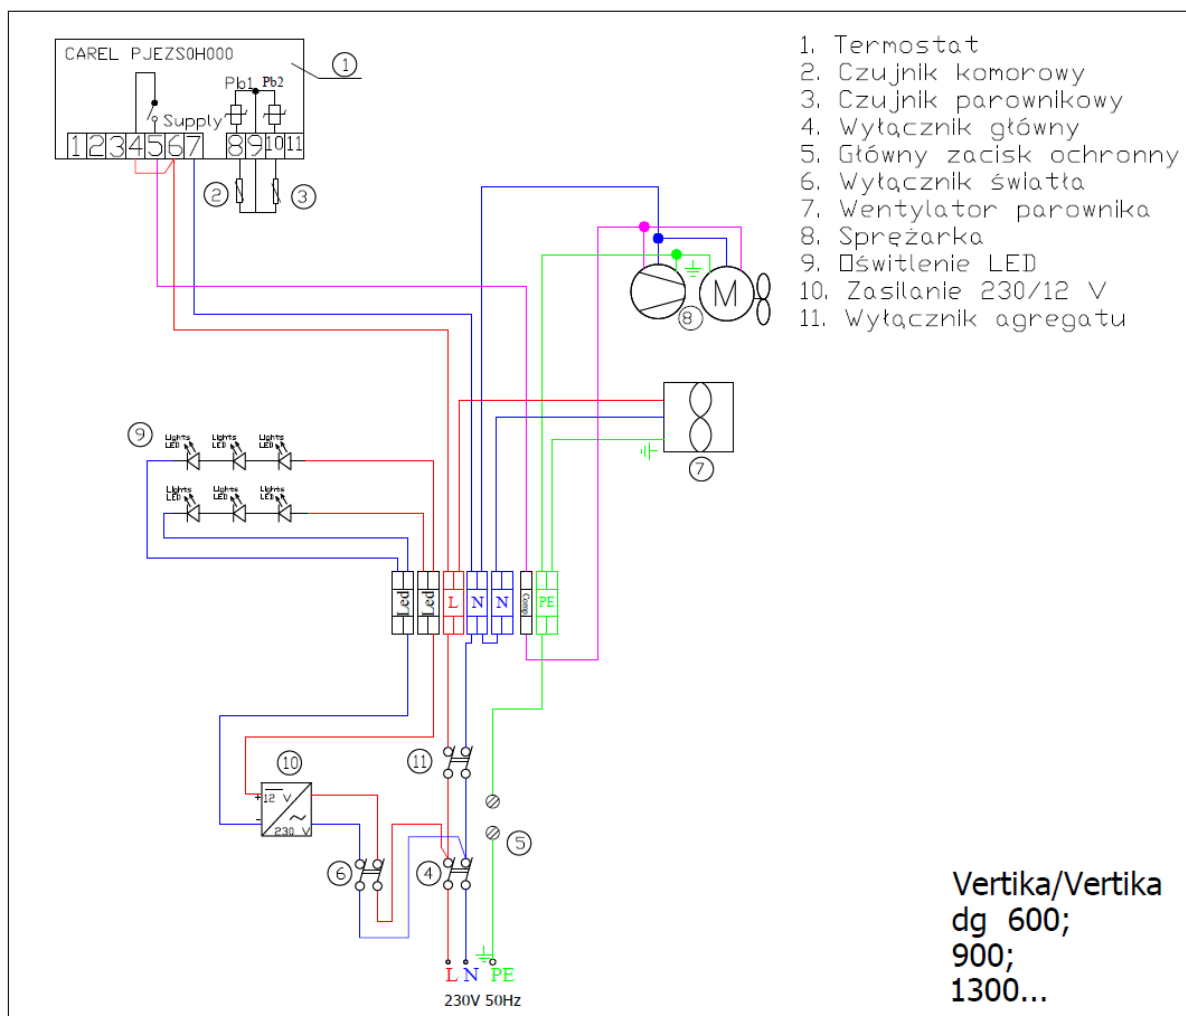 CAREL PJEZS0H000
1
Pb1 Pb2
Supply
1 2 3 4 5 6 7 8 9 10 11
2
3
1. Termostat
2. Czujnik komorowy
3. Czujnik parownikowy
4. Wyłącznik główny
5. Główny zacisk ochronny
6. Wyłącznik światła
7. Wentylator parownika
8. Sprężarka
9. Oświtlenie LED
10. Zasilanie 230/12 V
11. Wyłącznik agregatu
M
8
7
9
Lights LED
Lights LED
Lights LED
Lights LED
Lights LED
Lights LED
Led Led L N N Comp PE
11
10
+ 12 V
- 230 V
~
6
4
5
L N PE
230V 50Hz
Vertika/Vertika
dg 600;
900;
1300...